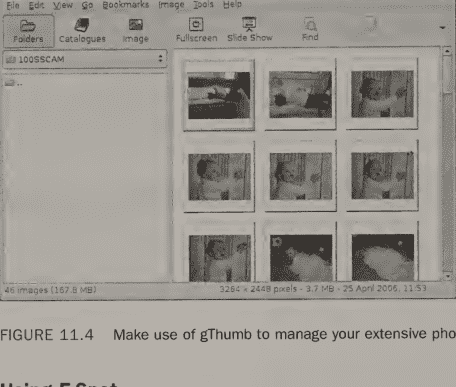 File Edit View Go Bookmarks Image Tools Help
Folders Catalogues Image Fullscreen Slide Show Find
100SSCAM
..
46 images (167.8 MB) 3264 x 2448 pixels - 3.7 MB - 25 April 2006, 11:53
FIGURE 11.4 Make use of gThumb to manage your extensive pho
Using F-Spot